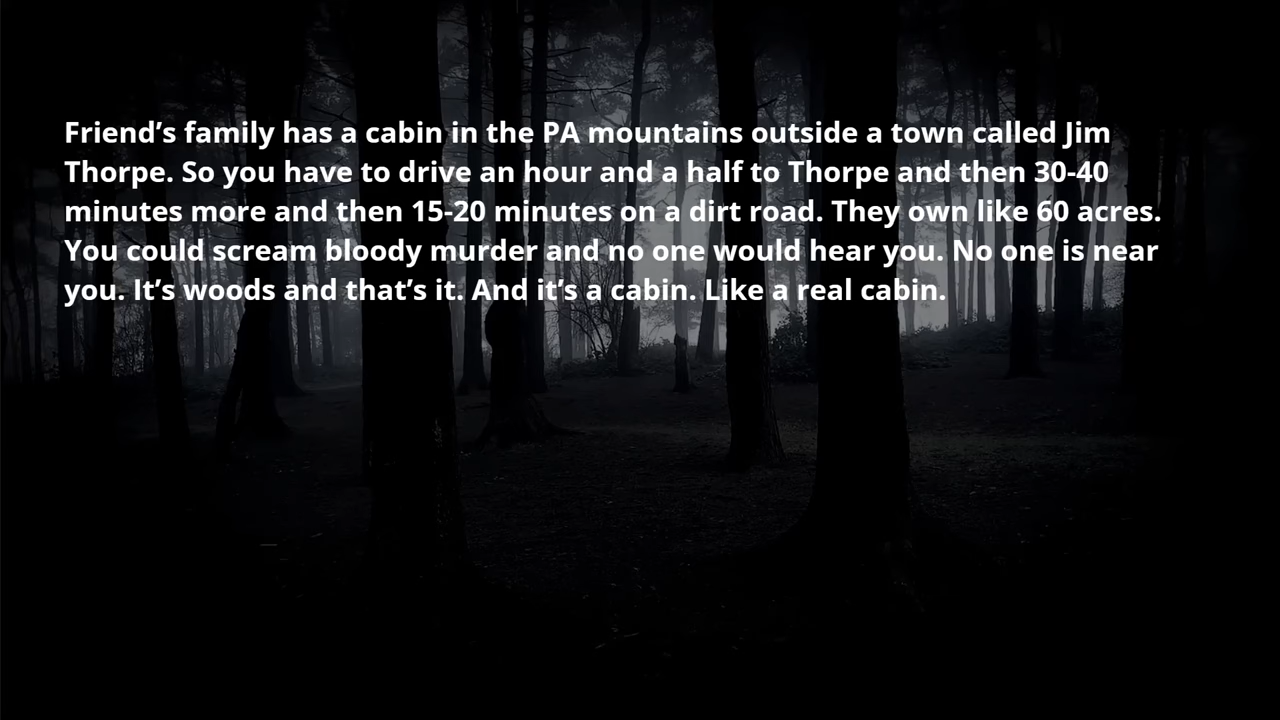 Friend’s family has a cabin in the PA mountains outside a town called Jim
Thorpe. So you have to drive an hour and a half to Thorpe and then 30-40
minutes more and then 15-20 minutes on a dirt road. They own like 60 acres.
You could scream bloody murder and no one would hear you. No one is near
you. It’s woods and that’s it. And it’s a cabin. Like a real cabin.